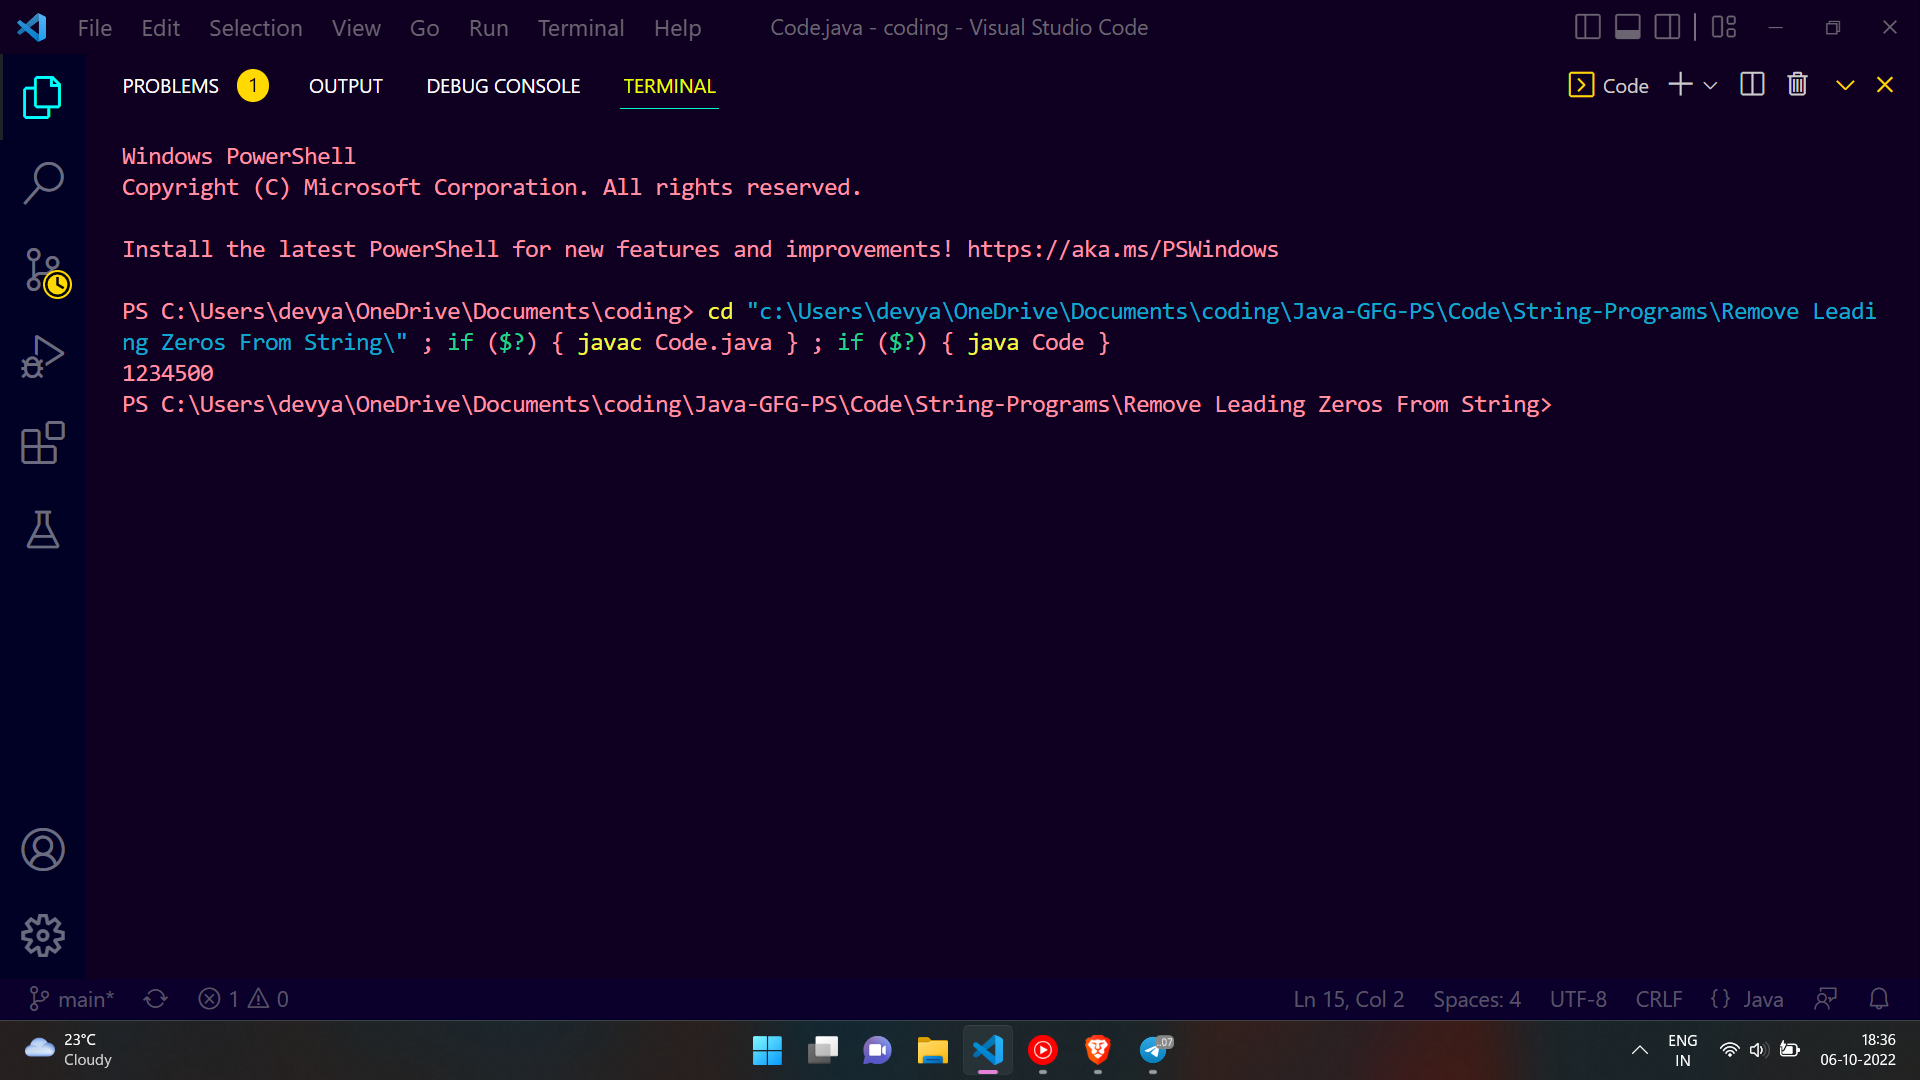 File Edit Selection View Go Run Terminal Help Code.java - coding - Visual Studio Code
PROBLEMS 1 OUTPUT DEBUG CONSOLE TERMINAL Code
Windows PowerShell
Copyright (C) Microsoft Corporation. All rights reserved.
Install the latest PowerShell for new features and improvements! https://aka.ms/PSWindows
PS C:\Users\devya\OneDrive\Documents\coding> cd "c:\Users\devya\OneDrive\Documents\coding\Java-GFG-PS\Code\String-Programs\Remove Leadi
ng Zeros From String\" ; if ($?) { javac Code.java } ; if ($?) { java Code }
1234500
PS C:\Users\devya\OneDrive\Documents\coding\Java-GFG-PS\Code\String-Programs\Remove Leading Zeros From String>
main* 1 0 Ln 15, Col 2 Spaces: 4 UTF-8 CRLF {} Java
23°C
Cloudy
07
ENG
IN
18:36
06-10-2022